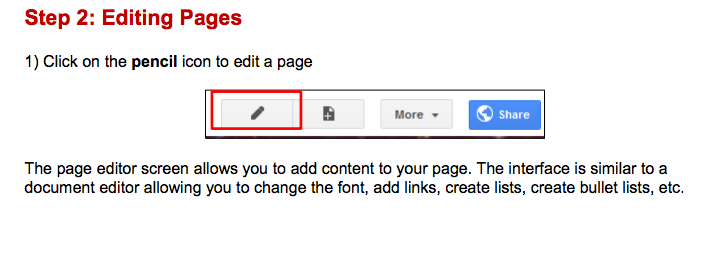 Step 2: Editing Pages
1) Click on the pencil icon to edit a page
More
Share
The page editor screen allows you to add content to your page. The interface is similar to a
document editor allowing you to change the font, add links, create lists, create bullet lists, etc.